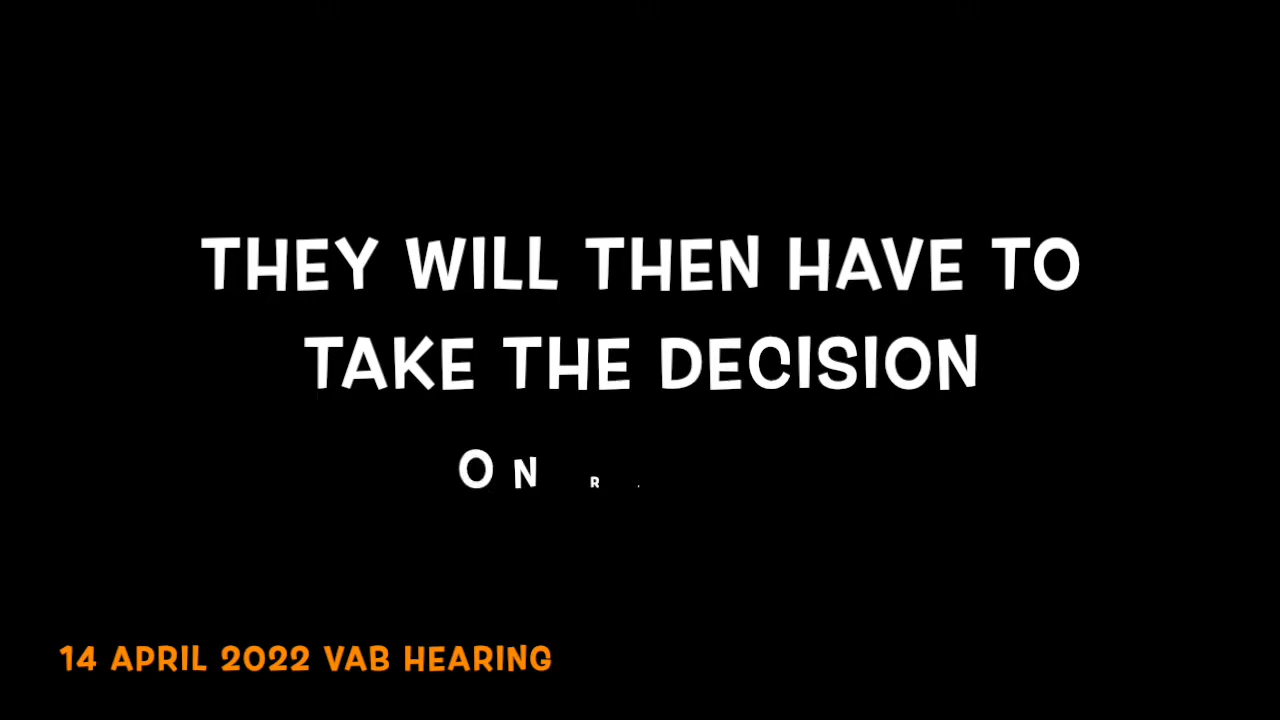 THEY WILL THEN HAVE TO
TAKE THE DECISION
ON R
14 APRIL 2022 VAB HEARING